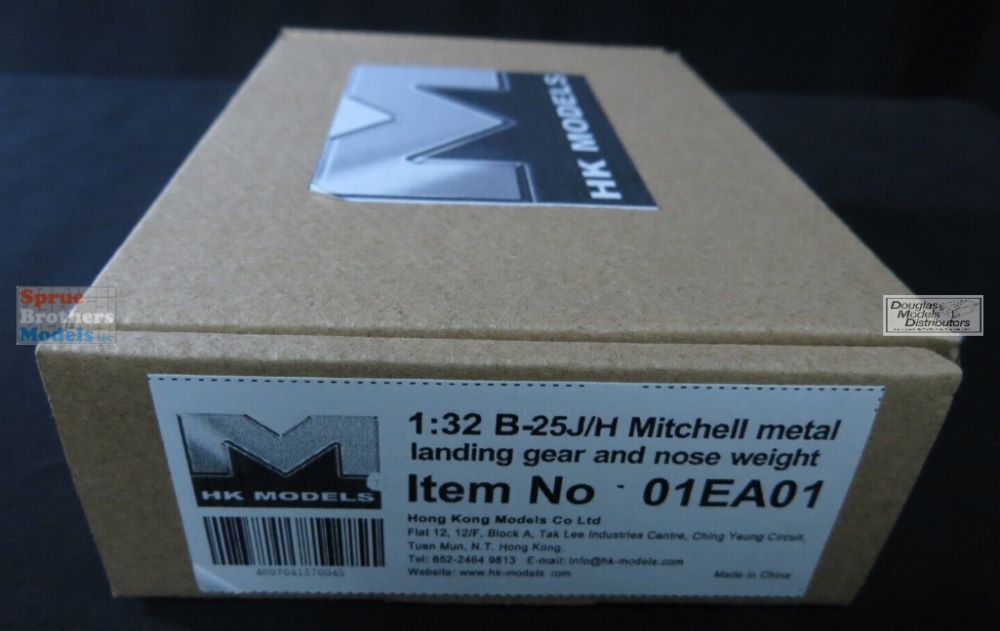 HK MODELS
Sprue
Brothers
Models LLC
Douglas
Models
Distributors
1:32 B-25J/H Mitchell metal
landing gear and nose weight
Item No 01EA01
HK MODELS
Hong Kong Models Co Ltd
Flat 12, 12/F, Block A, Tak Lee Industries Centre, Ching Yeung Circuit,
Tuen Mun, N.T. Hong Kong.
Tel: 852-2464 9813 E-mail: info@hk-models.com
Website: www.hk-models.com
Made in China